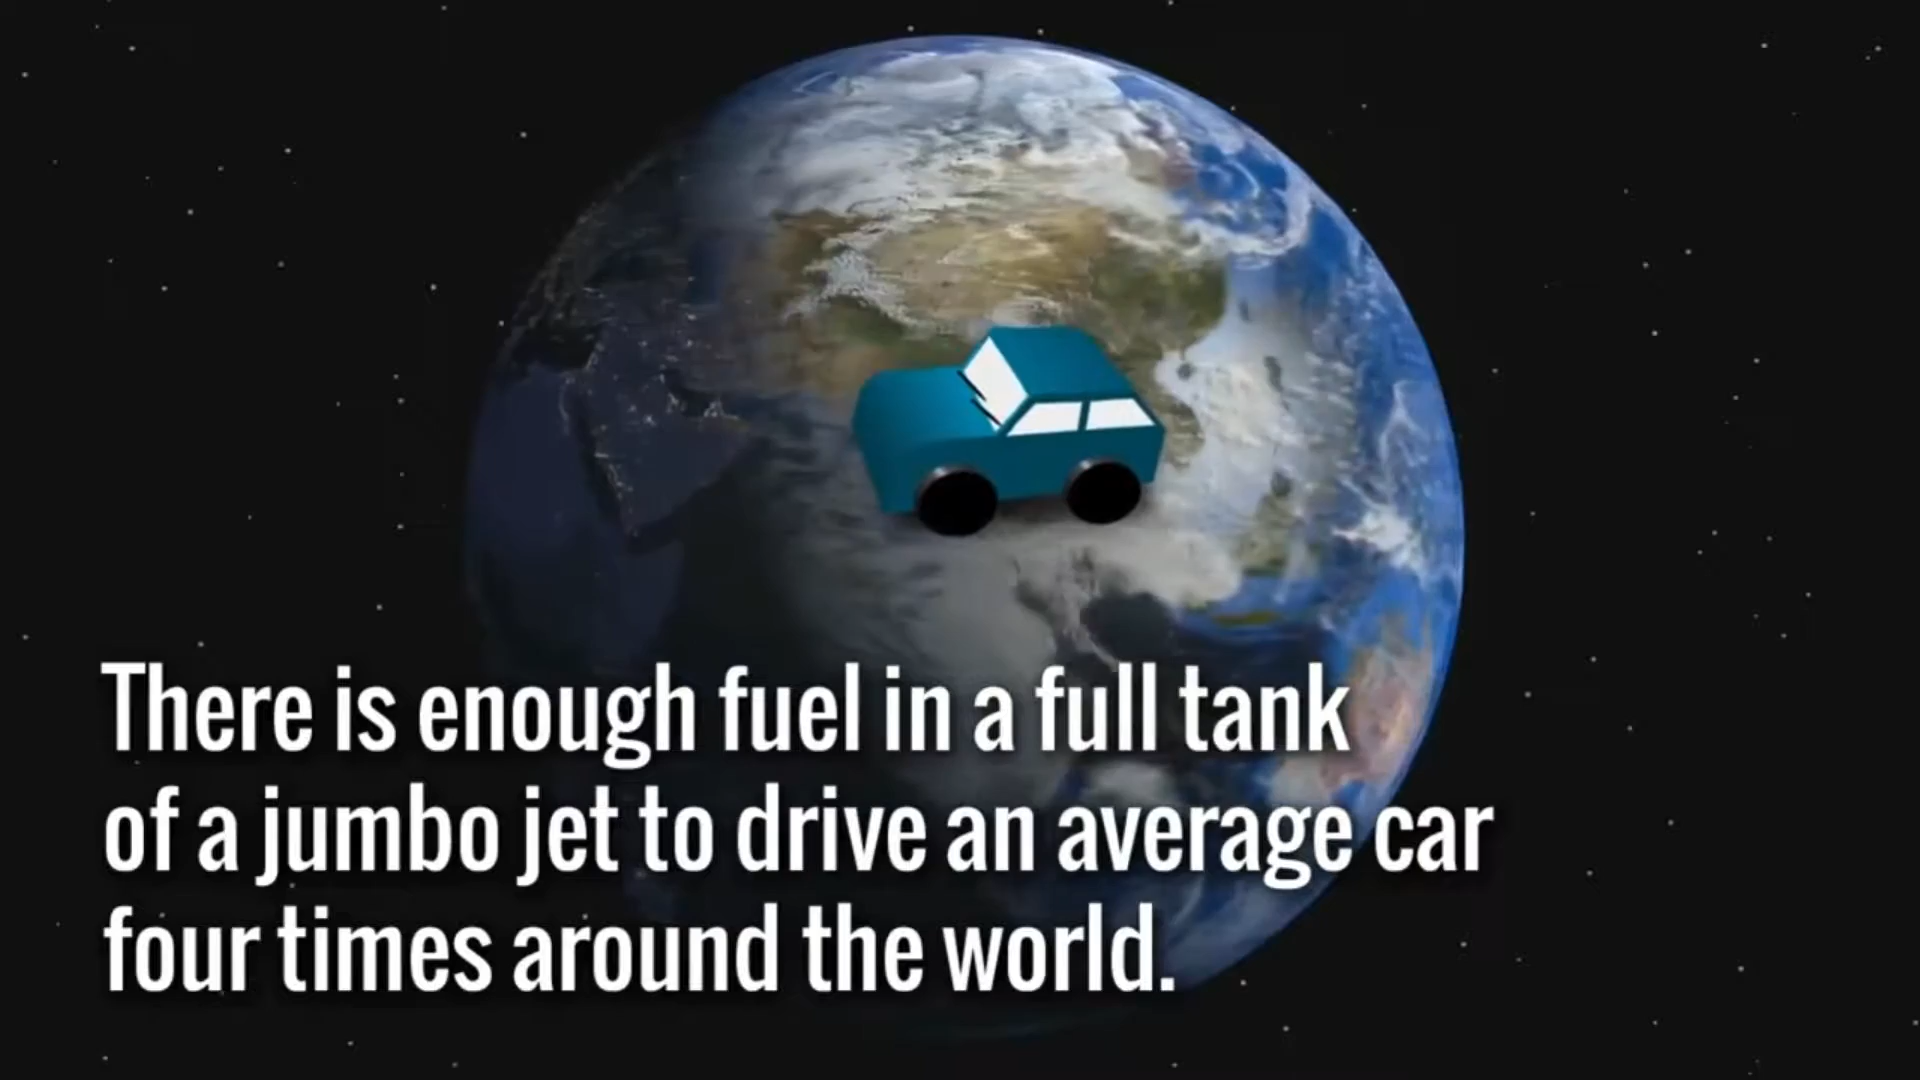 There is enough fuel in a full tank
of a jumbo jet to drive an average car
four times around the world.